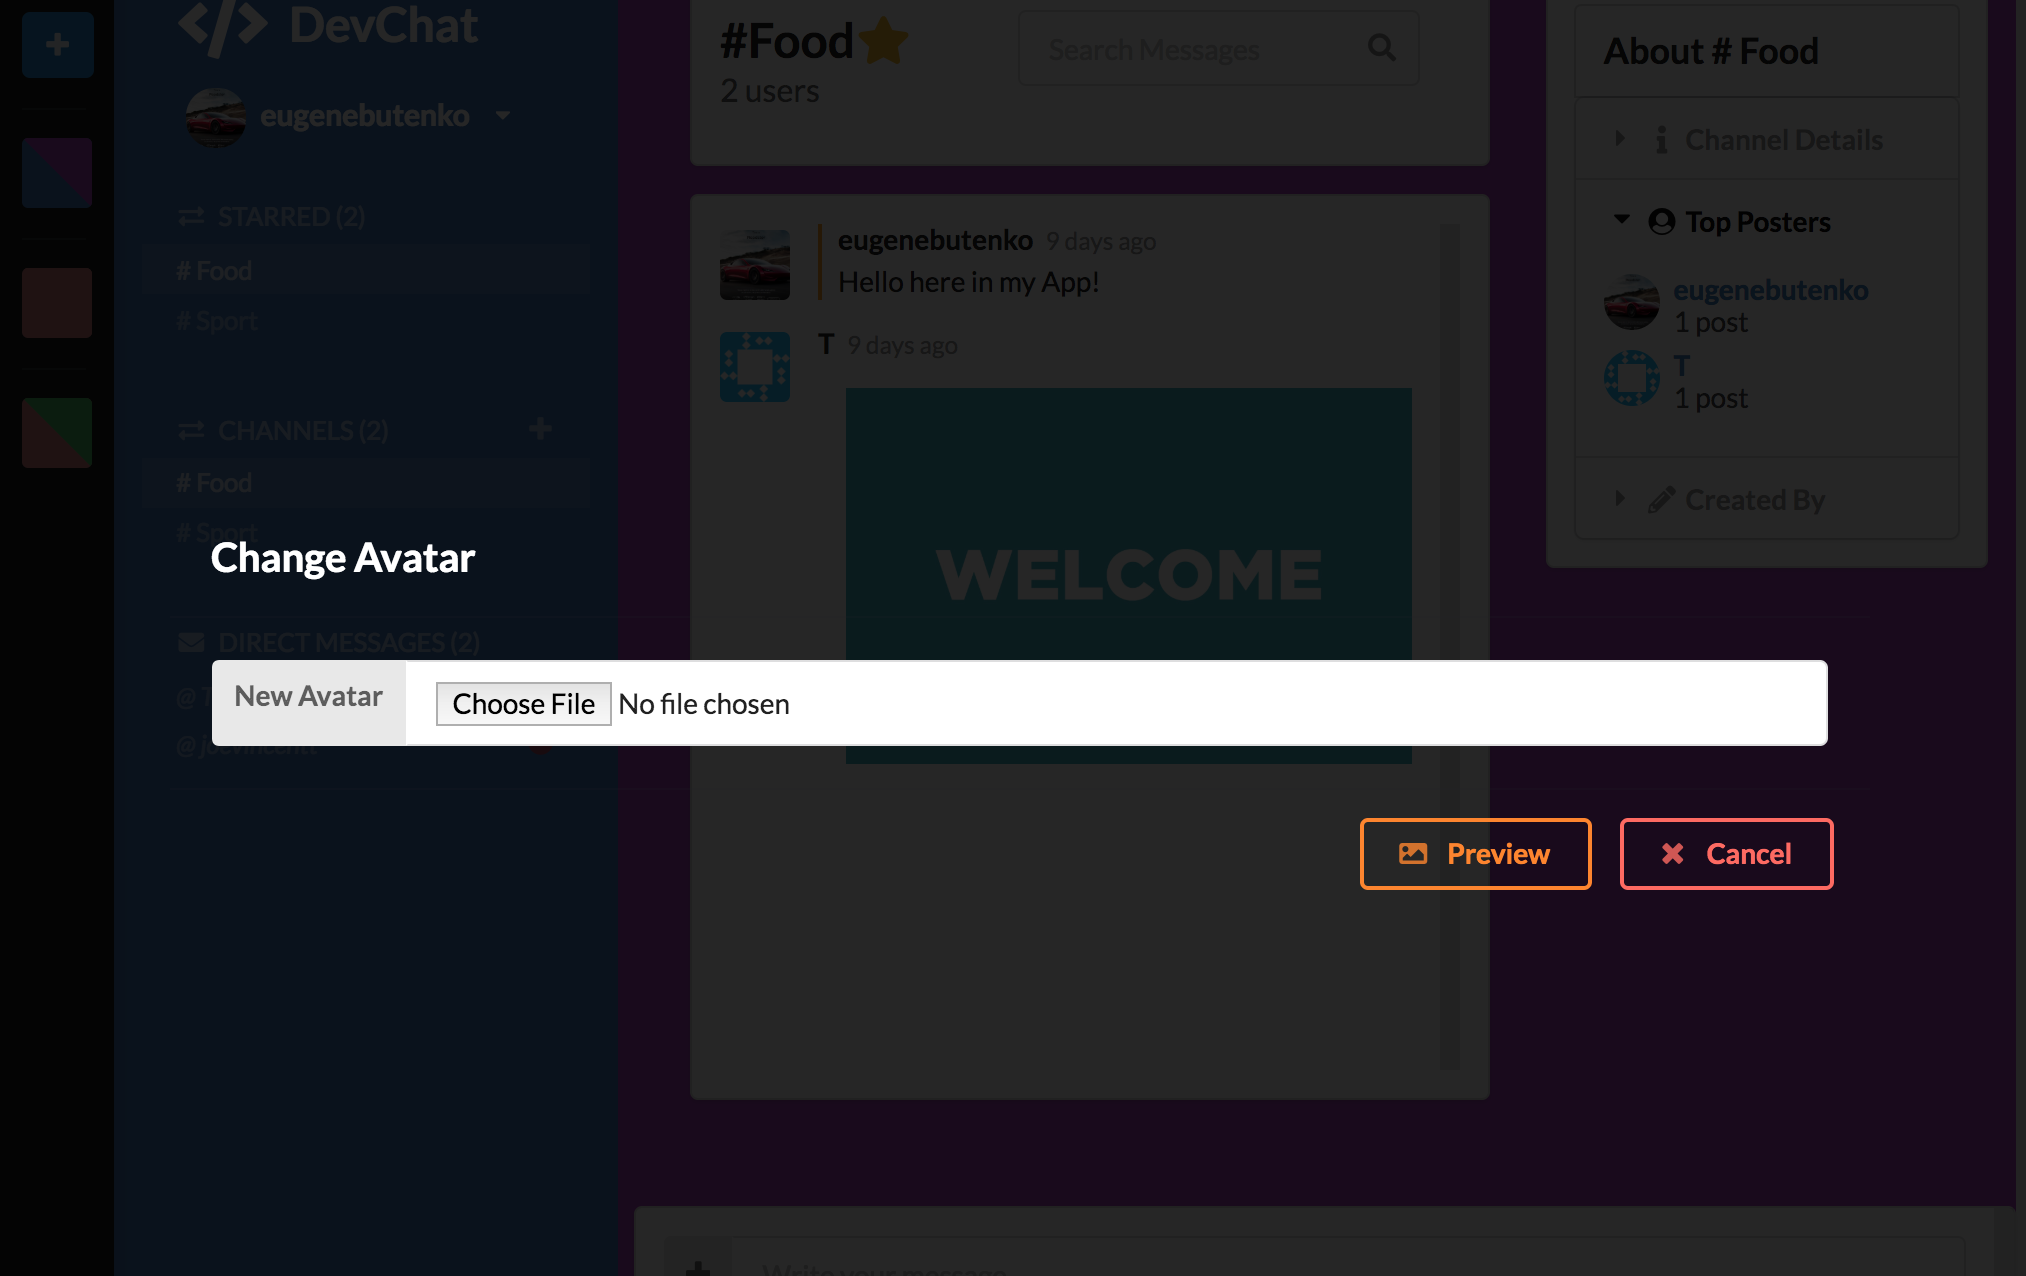 DevChat
eugenebutenko
STARRED (2)
# Food
# Sport
CHANNELS (2)
# Food
# Sport
DIRECT MESSAGES (2)
#Food
2 users
Search Messages
eugenebutenko 9 days ago
Hello here in my App!
T 9 days ago
WELCOME
About # Food
Channel Details
Top Posters
eugenebutenko
1 post
T
1 post
Created By
Change Avatar
New Avatar Choose File No file chosen
Preview Cancel
Write your message